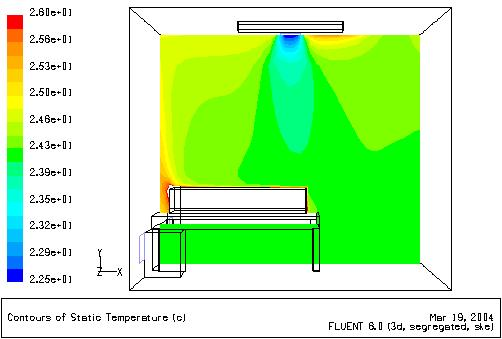 2.60e+01
2.56e+01
2.53e+01
2.50e+01
2.46e+01
2.43e+01
2.39e+01
2.35e+01
2.32e+01
2.29e+01
2.25e+01
Y
Z X
Contours of Static Temperature (c)
Mar 19, 2004
FLUENT 6.0 (3d, segregated, ske)